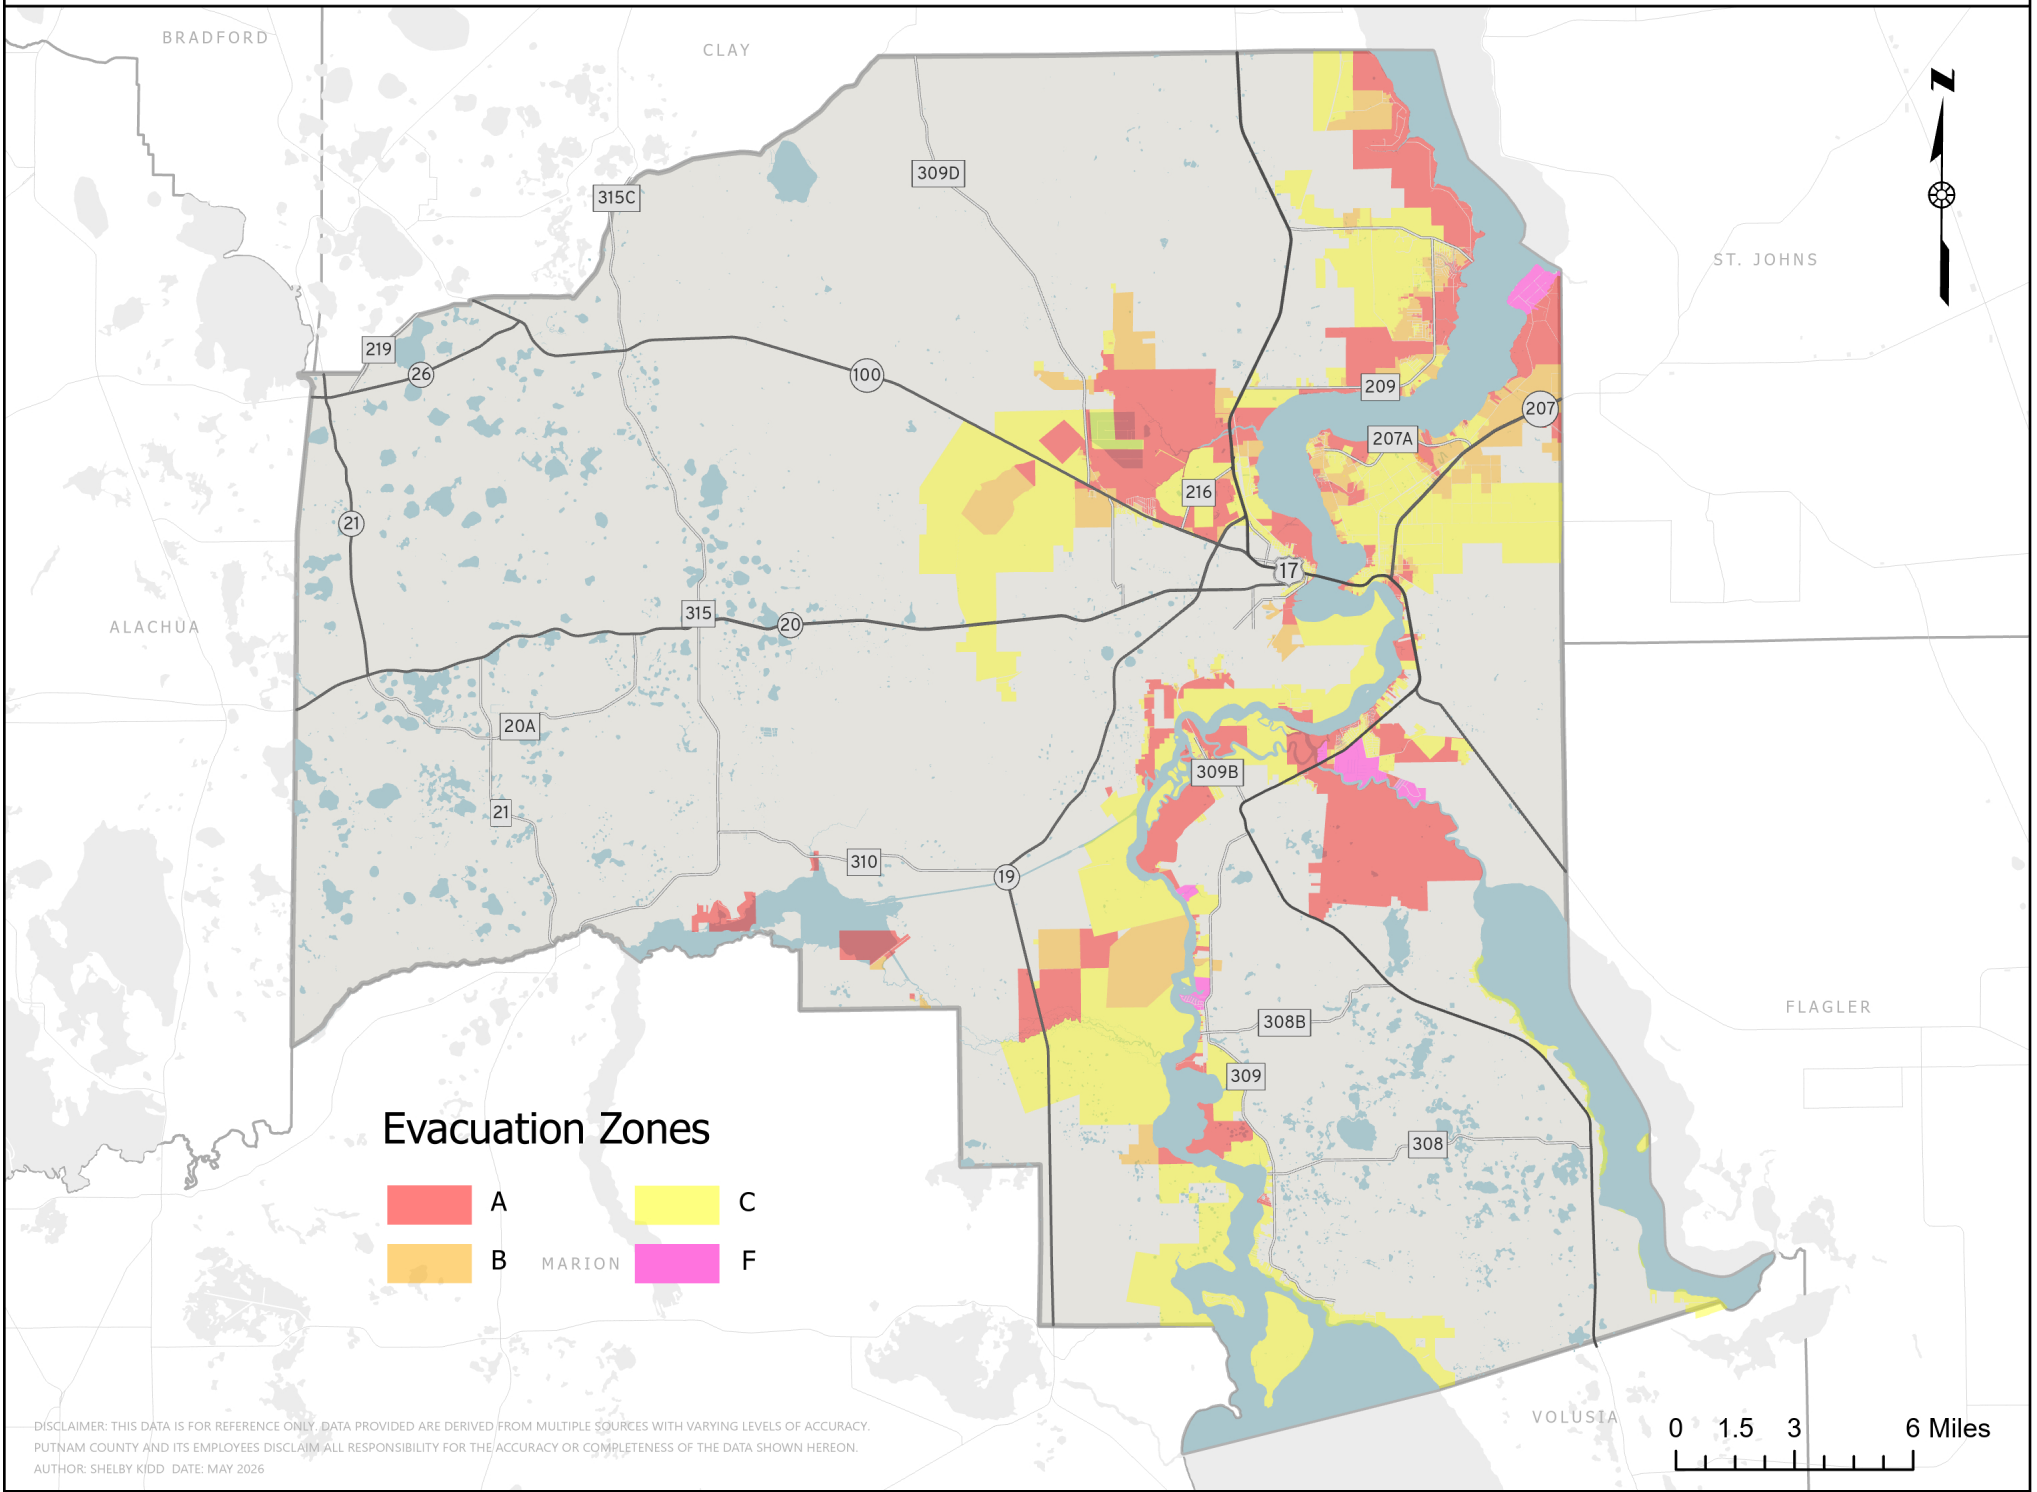 BRADFORD
CLAY
N
309D
315C
ST. JOHNS
219
26
100
209
207
207A
216
21
17
315
20
ALACHUA
20A
309B
21
310
19
FLAGLER
308B
309
Evacuation Zones
308
A
C
B
F
MARION
VOLUSIA
DISCLAIMER: THIS DATA IS FOR REFERENCE ONLY. DATA PROVIDED ARE DERIVED FROM MULTIPLE SOURCES WITH VARYING LEVELS OF ACCURACY.
PUTNAM COUNTY AND ITS EMPLOYEES DISCLAIM ALL RESPONSIBILITY FOR THE ACCURACY OR COMPLETENESS OF THE DATA SHOWN HEREON.
AUTHOR: SHELBY KIDD  DATE: MAY 2026
0 1.5 3 6 Miles